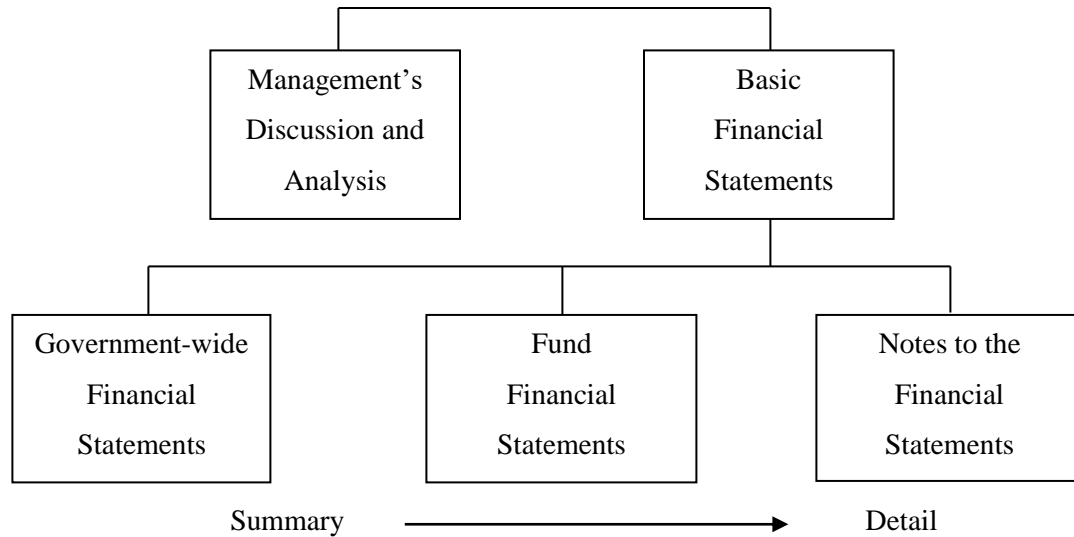 Management’s
Discussion and
Analysis
Basic
Financial
Statements
Government-wide
Financial
Statements
Fund
Financial
Statements
Notes to the
Financial
Statements
Summary
Detail